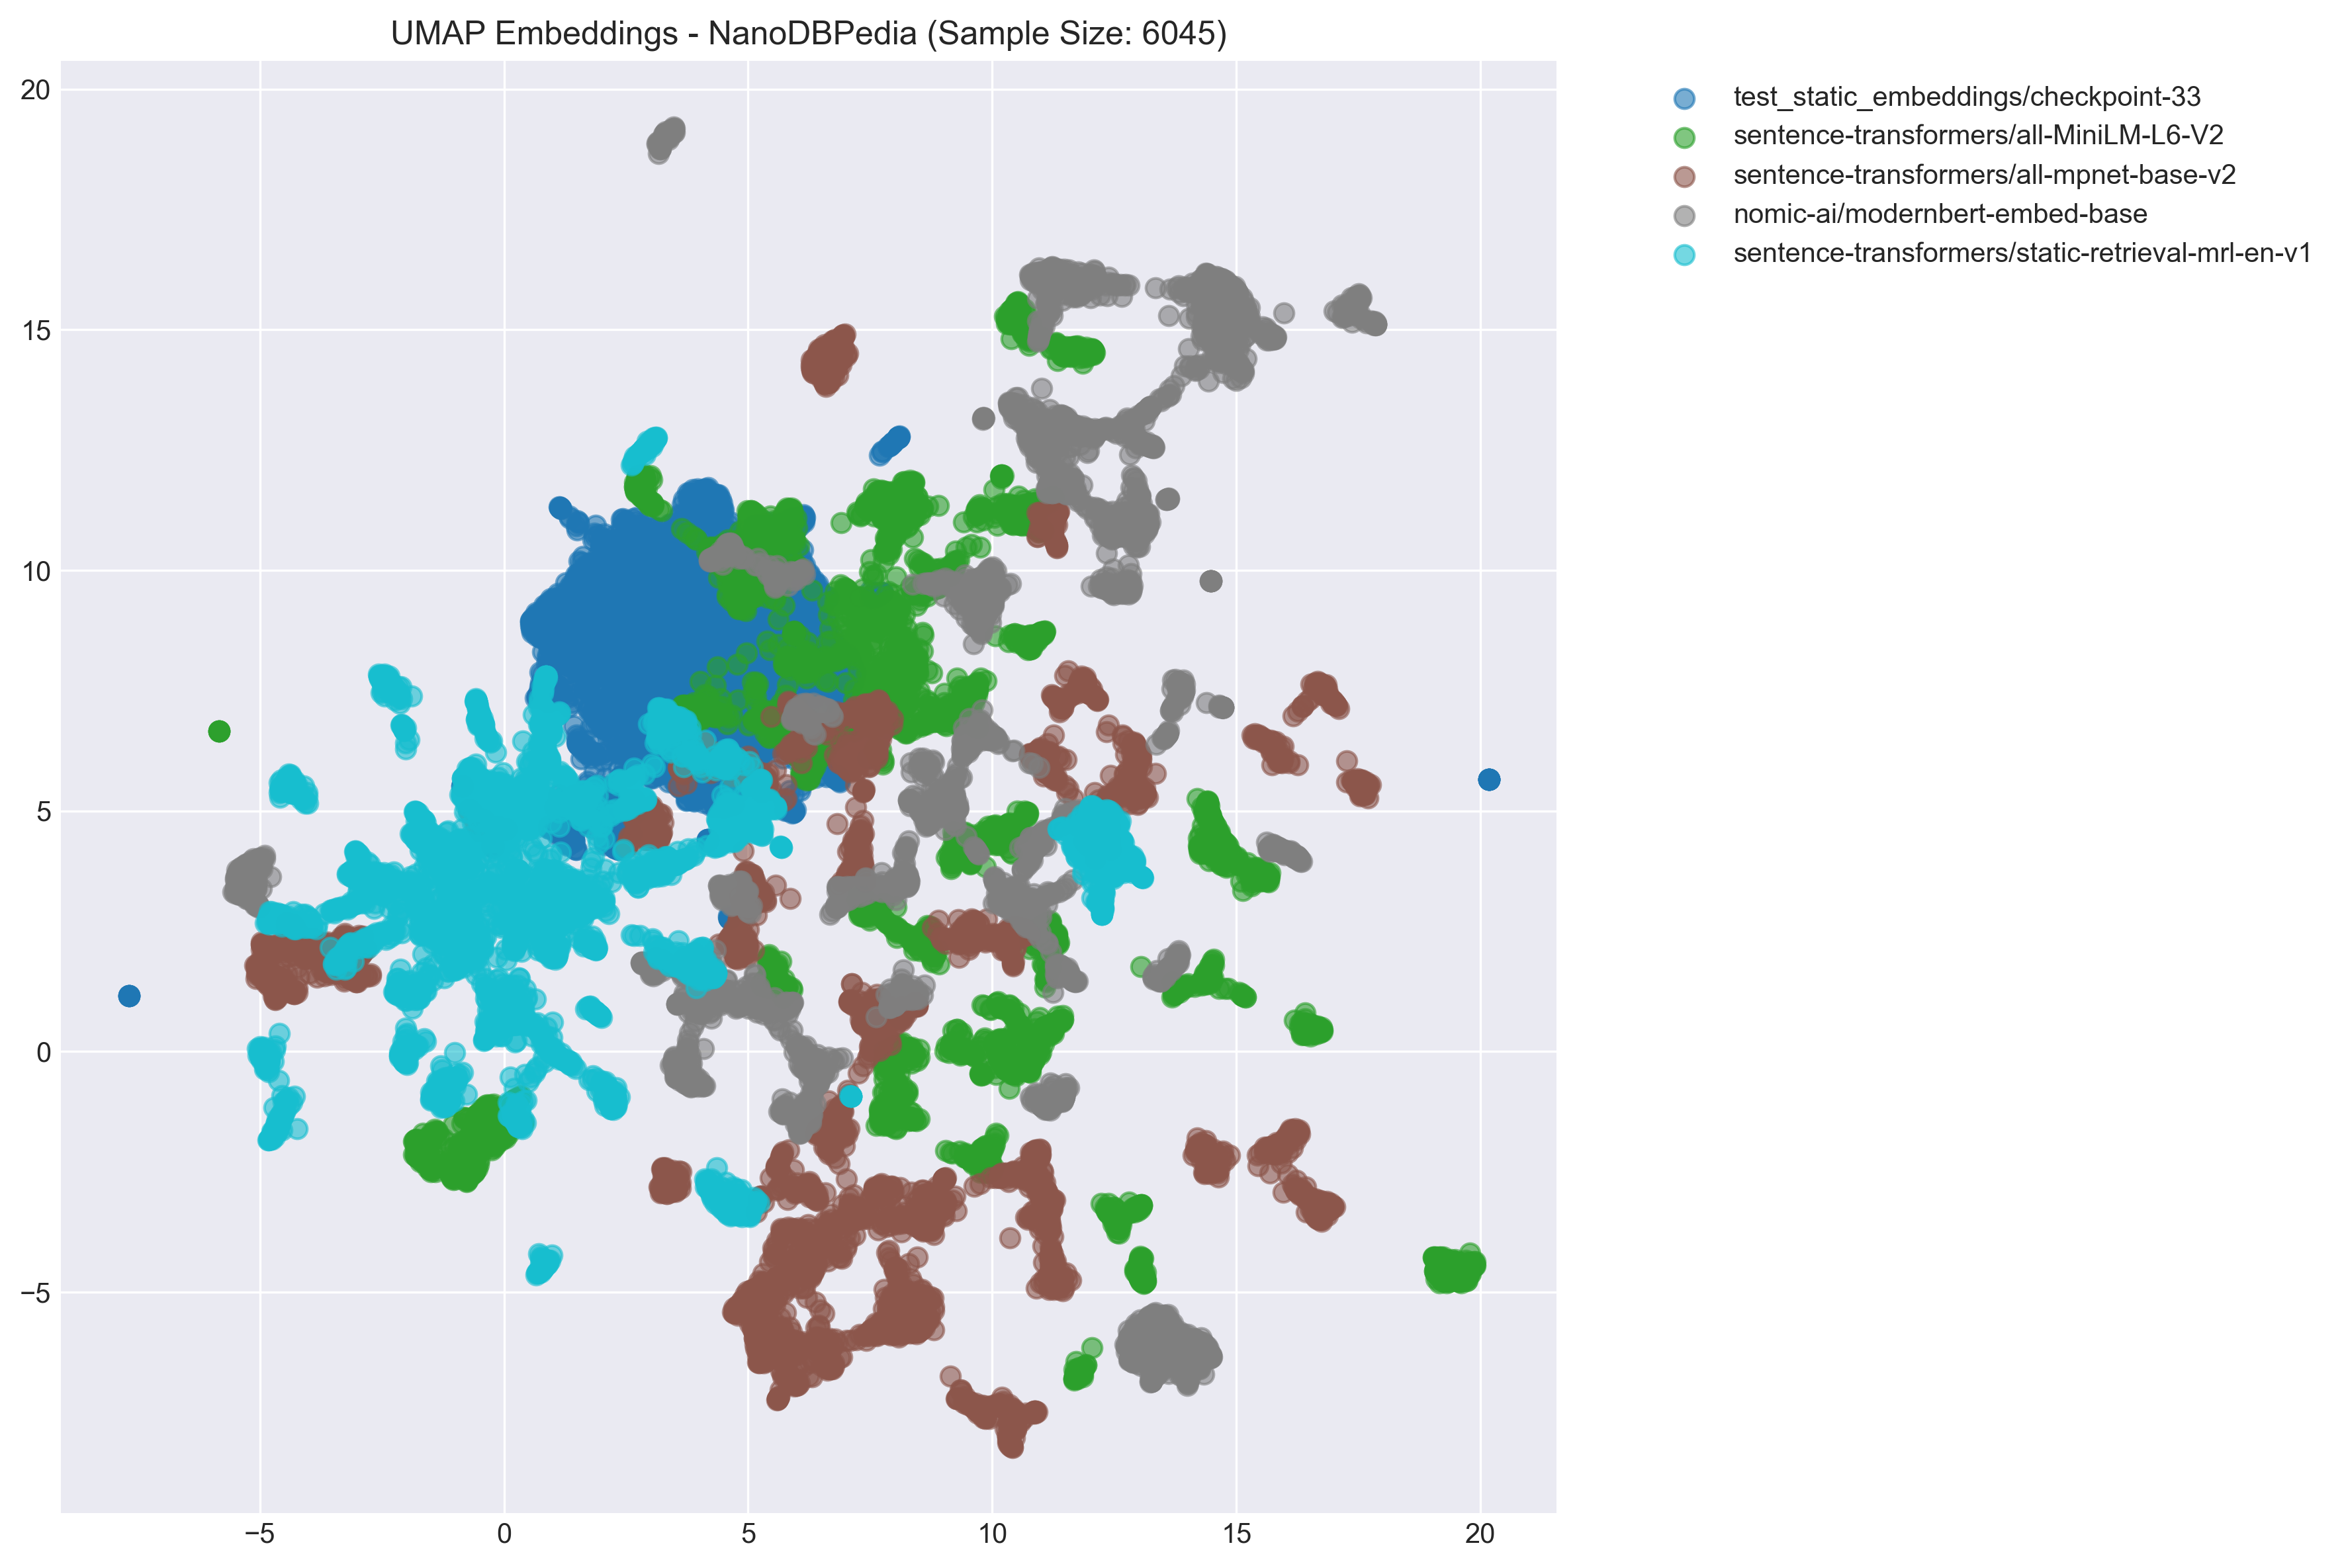 UMAP Embeddings - NanoDBPedia (Sample Size: 6045)
test_static_embeddings/checkpoint-33
sentence-transformers/all-MiniLM-L6-V2
sentence-transformers/all-mpnet-base-v2
nomic-ai/modernbert-embed-base
sentence-transformers/static-retrieval-mrl-en-v1
20
15
10
5
0
−5
−5 0 5 10 15 20